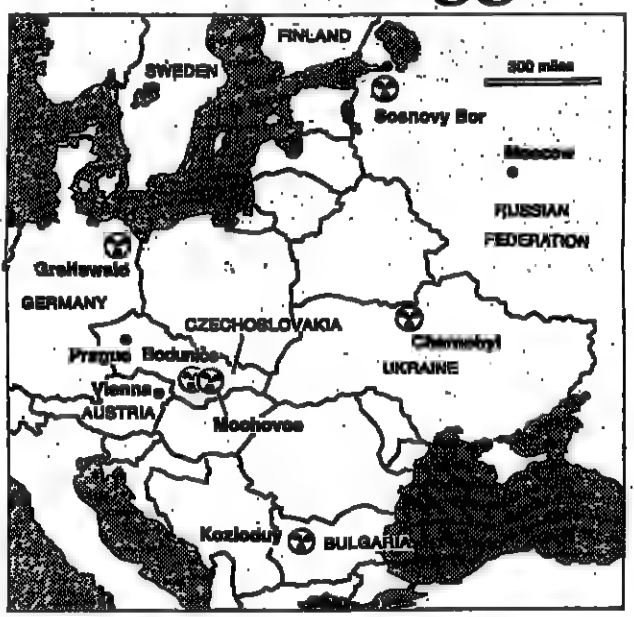 FINLAND
SWEDEN
300 miles
Sosnovy Bor
Moscow
RUSSIAN
FEDERATION
Greifswald
GERMANY
CZECHOSLOVAKIA
Chernobyl
Prague
Bodunice
UKRAINE
Vienna
AUSTRIA
Mochovce
Kozloduy
BULGARIA